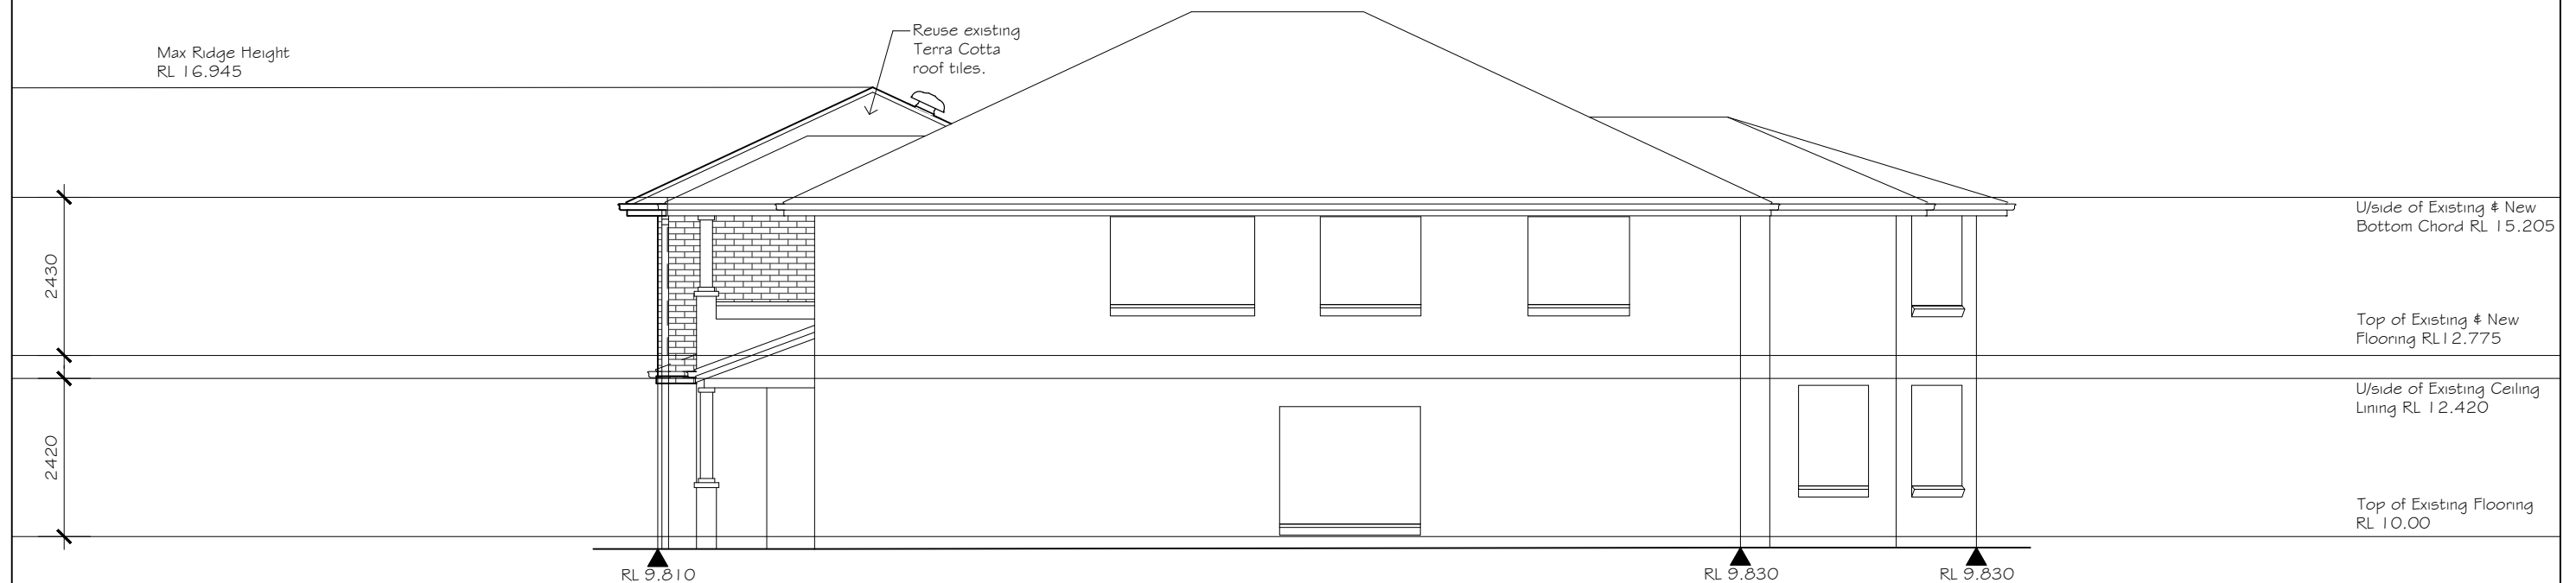 Max Ridge Height
RL 16.945
Reuse existing
Terra Cotta
roof tiles.
2430
2420
U/side of Existing & New
Bottom Chord RL 15.205
Top of Existing & New
Flooring RL12.775
U/side of Existing Ceiling
Lining RL 12.420
Top of Existing Flooring
RL 10.00
RL 9.810
RL 9.830
RL 9.830